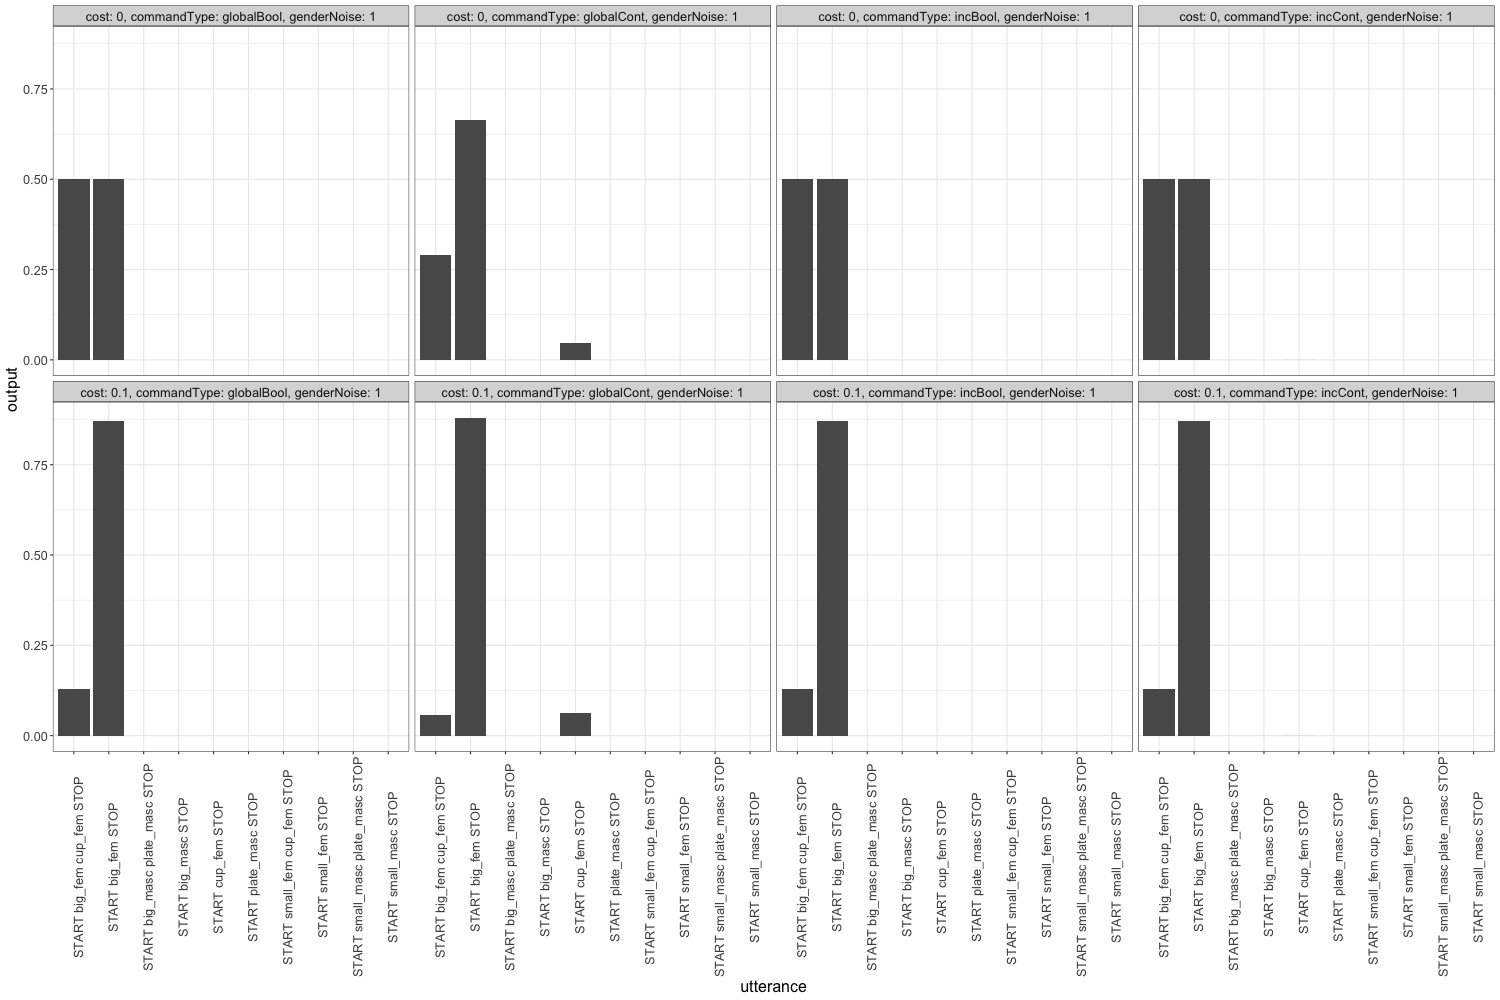 cost: 0, commandType: globalBool, genderNoise: 1
cost: 0, commandType: globalCont, genderNoise: 1
cost: 0, commandType: incBool, genderNoise: 1
cost: 0, commandType: incCont, genderNoise: 1
0.75
0.50
0.25
0.00
output
cost: 0.1, commandType: globalBool, genderNoise: 1
cost: 0.1, commandType: globalCont, genderNoise: 1
cost: 0.1, commandType: incBool, genderNoise: 1
cost: 0.1, commandType: incCont, genderNoise: 1
0.75
0.50
0.25
0.00
START big_fem cup_fem STOP
START big_fem STOP
START big_masc plate_masc STOP
START big_masc STOP
START cup_fem STOP
START plate_masc STOP
START small_fem cup_fem STOP
START small_fem STOP
START small_masc plate_masc STOP
START small_masc STOP
START big_fem cup_fem STOP
START big_fem STOP
START big_masc plate_masc STOP
START big_masc STOP
START cup_fem STOP
START plate_masc STOP
START small_fem cup_fem STOP
START small_fem STOP
START small_masc plate_masc STOP
START small_masc STOP
START big_fem cup_fem STOP
START big_fem STOP
START big_masc plate_masc STOP
START big_masc STOP
START cup_fem STOP
START plate_masc STOP
START small_fem cup_fem STOP
START small_fem STOP
START small_masc plate_masc STOP
START small_masc STOP
START big_fem cup_fem STOP
START big_fem STOP
START big_masc plate_masc STOP
START big_masc STOP
START cup_fem STOP
START plate_masc STOP
START small_fem cup_fem STOP
START small_fem STOP
START small_masc plate_masc STOP
START small_masc STOP
utterance